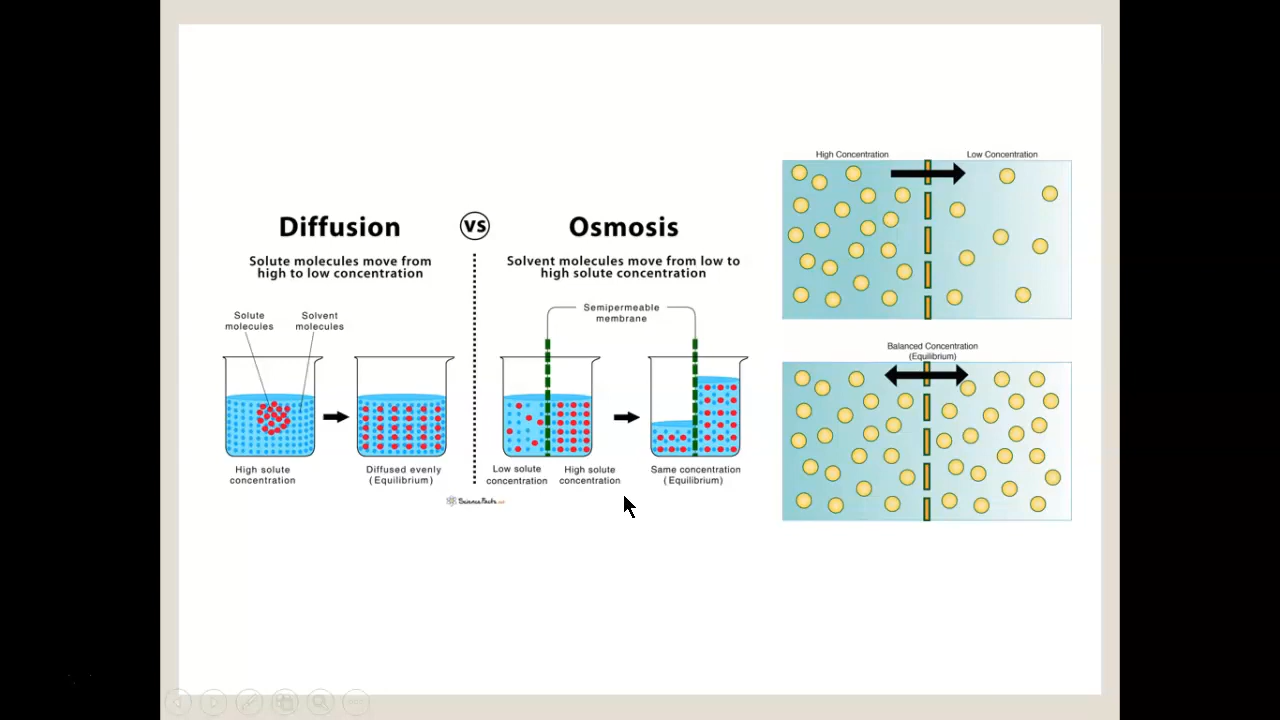 Diffusion
VS
Osmosis
Solute molecules move from
high to low concentration
Solvent molecules move from low to
high solute concentration
Solute
molecules
Solvent
molecules
Semipermeable
membrane
High solute
concentration
Diffused evenly
(Equilibrium)
Low solute
concentration
High solute
concentration
Same concentration
(Equilibrium)
High Concentration
Low Concentration
Balanced Concentration
(Equilibrium)